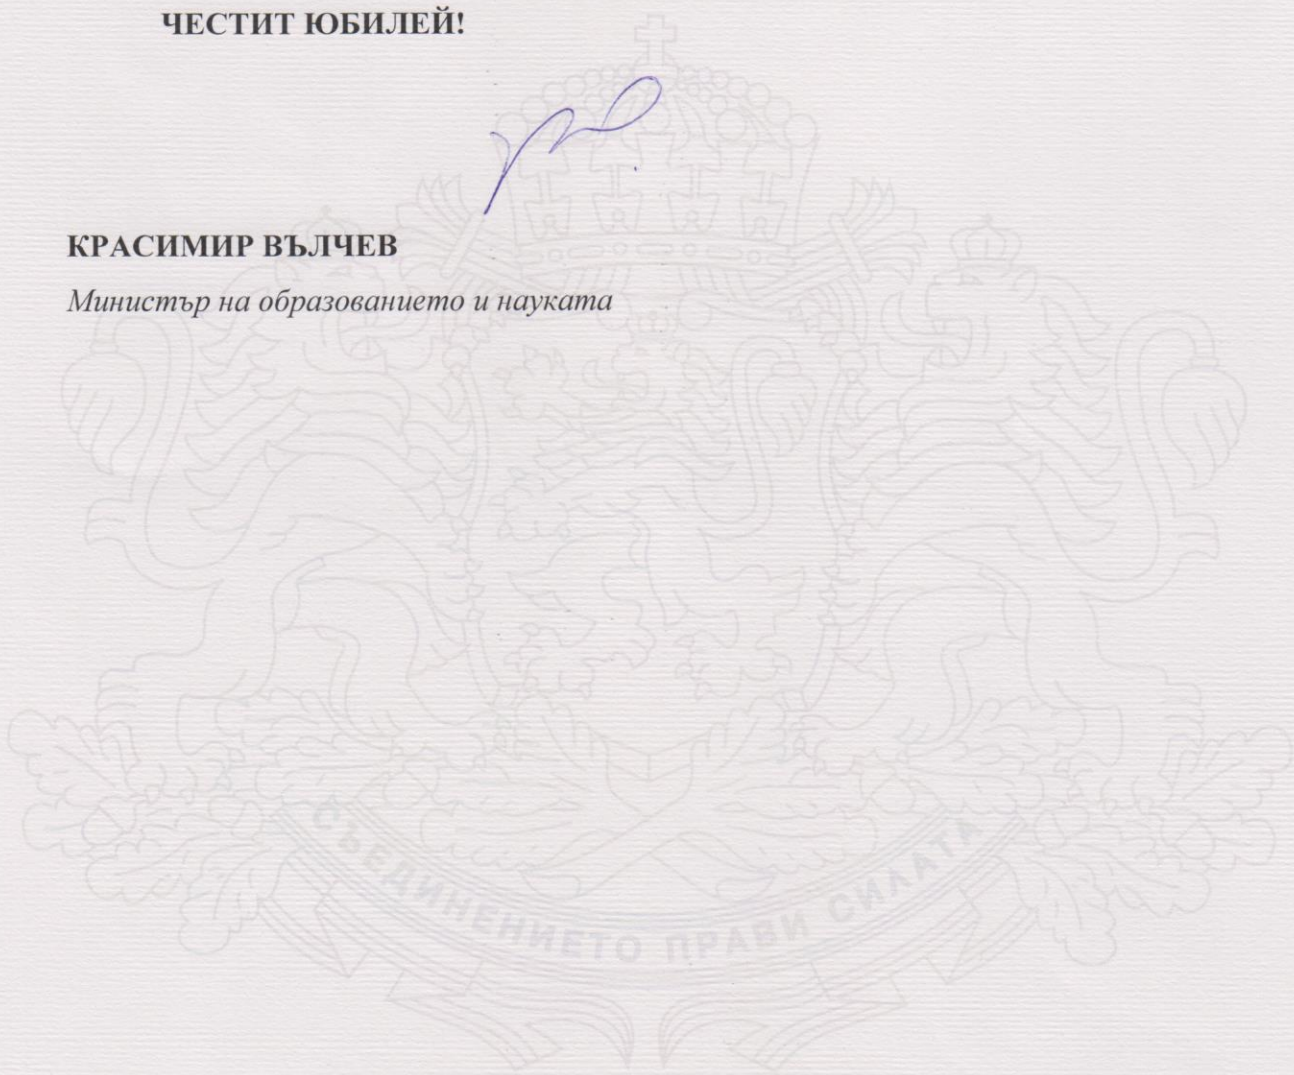 ЧЕСТИТ ЮБИЛЕЙ!
КРАСИМИР ВЪЛЧЕВ
Министър на образованието и науката
СЪЕДИНЕНИЕТО ПРАВИ СИЛАТА